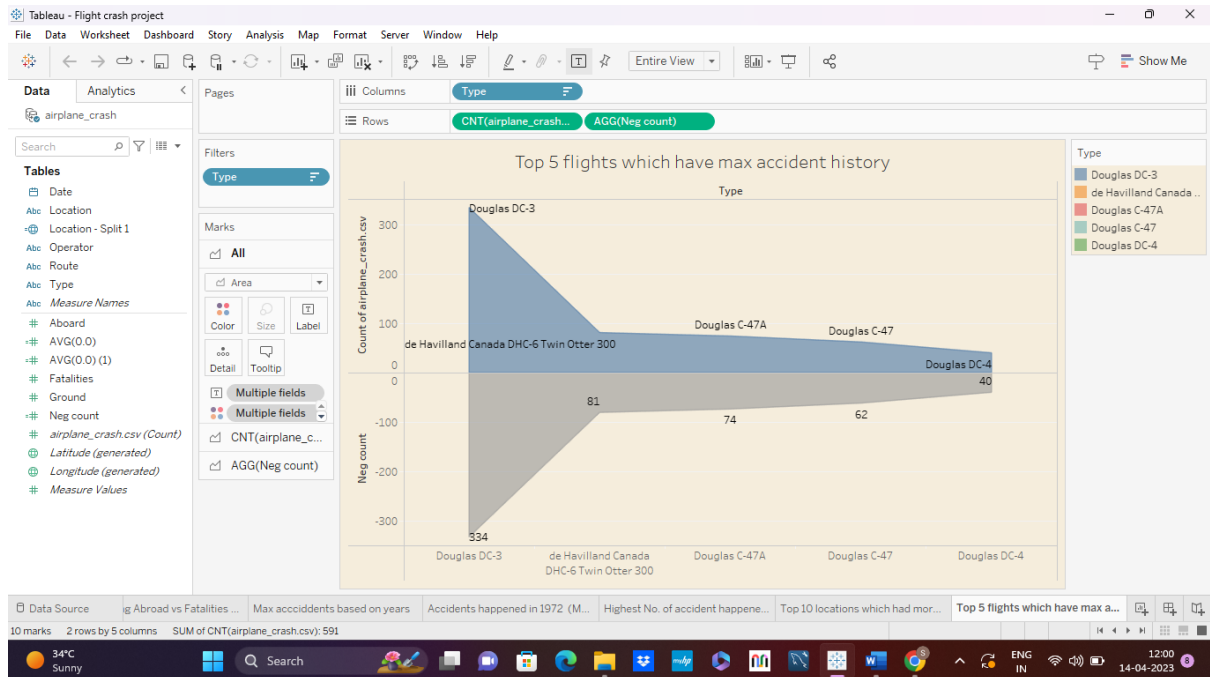 Tableau - Flight crash project
File Data Worksheet Dashboard Story Analysis Map Format Server Window Help
Entire View
Show Me
Data Analytics
airplane_crash
Search
Tables
Date
Abc Location
Location - Split 1
Abc Operator
Abc Route
Abc Type
Abc Measure Names
# Aboard
=# AVG(0.0)
=# AVG(0.0) (1)
# Fatalities
# Ground
=# Neg count
# airplane_crash.csv (Count)
Latitude (generated)
Longitude (generated)
# Measure Values
Pages
Filters
Type
Marks
All
Area
Color Size Label
Detail Tooltip
Multiple fields
Multiple fields
CNT(airplane_c...
AGG(Neg count)
Columns Type
Rows CNT(airplane_crash... AGG(Neg count)
Top 5 flights which have max accident history
Type
Count of airplane_crash.csv
300
200
100
0
Douglas DC-3
de Havilland Canada DHC-6 Twin Otter 300
Douglas C-47A
Douglas C-47
Douglas DC-4
Neg count
0
-100
-200
-300
334
81
74
62
40
Douglas DC-3
de Havilland Canada
DHC-6 Twin Otter 300
Douglas C-47A
Douglas C-47
Douglas DC-4
Type
Douglas DC-3
de Havilland Canada ..
Douglas C-47A
Douglas C-47
Douglas DC-4
Data Source
ng Abroad vs Fatalities ...
Max acccidents based on years
Accidents happened in 1972 (M...
Highest No. of accident happene...
Top 10 locations which had mor...
Top 5 flights which have max a...
10 marks 2 rows by 5 columns SUM of CNT(airplane_crash.csv): 591
34°C
Sunny
Search
ENG
IN
12:00
14-04-2023
8